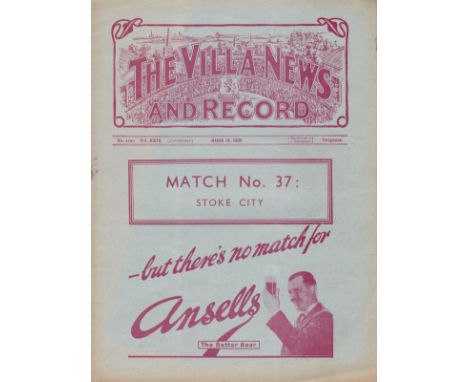 THE VILLA NEWS
AND RECORD
MATCH No. 37:
STOKE CITY
—but there's no match for
Ansells
The Better Beer